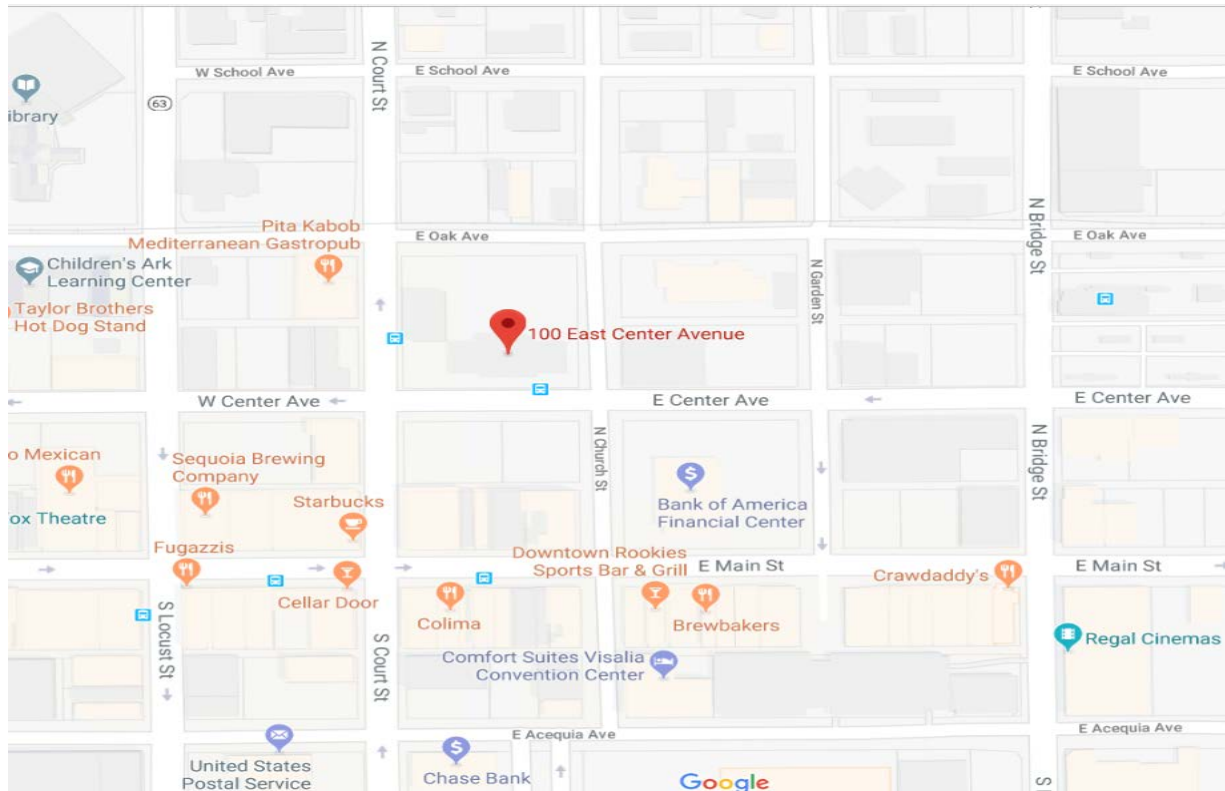 W School Ave
E School Ave
E School Ave
N Court St
63
ibrary
Pita Kabob
Mediterranean Gastropub
E Oak Ave
E Oak Ave
N Bridge St
Children's Ark
Learning Center
N Garden St
Taylor Brothers
Hot Dog Stand
100 East Center Avenue
W Center Ave
E Center Ave
E Center Ave
N Church St
N Bridge St
o Mexican
Sequoia Brewing
Company
Starbucks
Bank of America
Financial Center
ox Theatre
Fugazzis
Downtown Rookies
Sports Bar & Grill
E Main St
E Main St
Crawdaddy's
Cellar Door
Colima
Brewbakers
S Locust St
S Court St
Regal Cinemas
Comfort Suites Visalia
Convention Center
E Acequia Ave
E Acequia Ave
United States
Postal Service
Chase Bank
Google